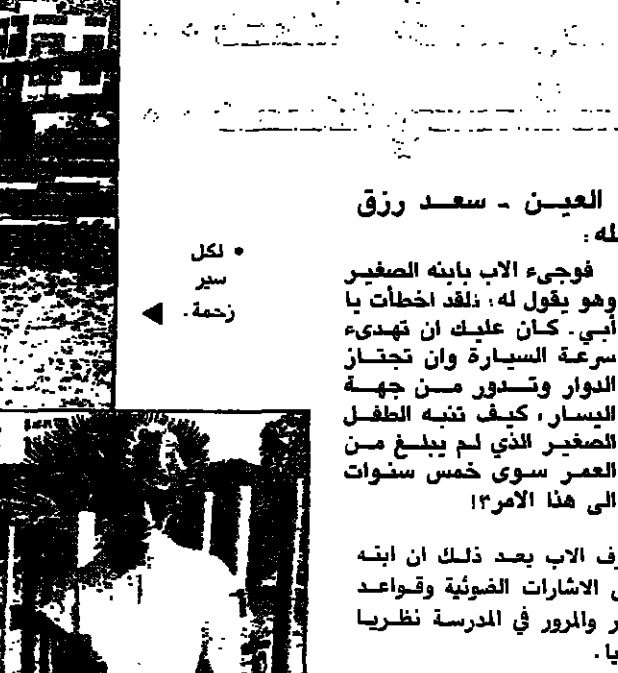 العين - سعد رزق
له :
فوجىء الاب بابنه الصغير
وهو يقول له : لقد اخطأت يا
أبي . كان عليك ان تهدىء
سرعة السيارة وان تجتاز
الدوار وتدور من جهة
اليسار ، كيف تنبه الطفل
الصغير الذي لم يبلغ من
العمر سوى خمس سنوات
الى هذا الامر؟!
رف الاب بعد ذلك ان ابنه
الاشارات الضوئية وقواعد
ر والمرور في المدرسة نظريا
يا .
• لكل
سير
زحمة .